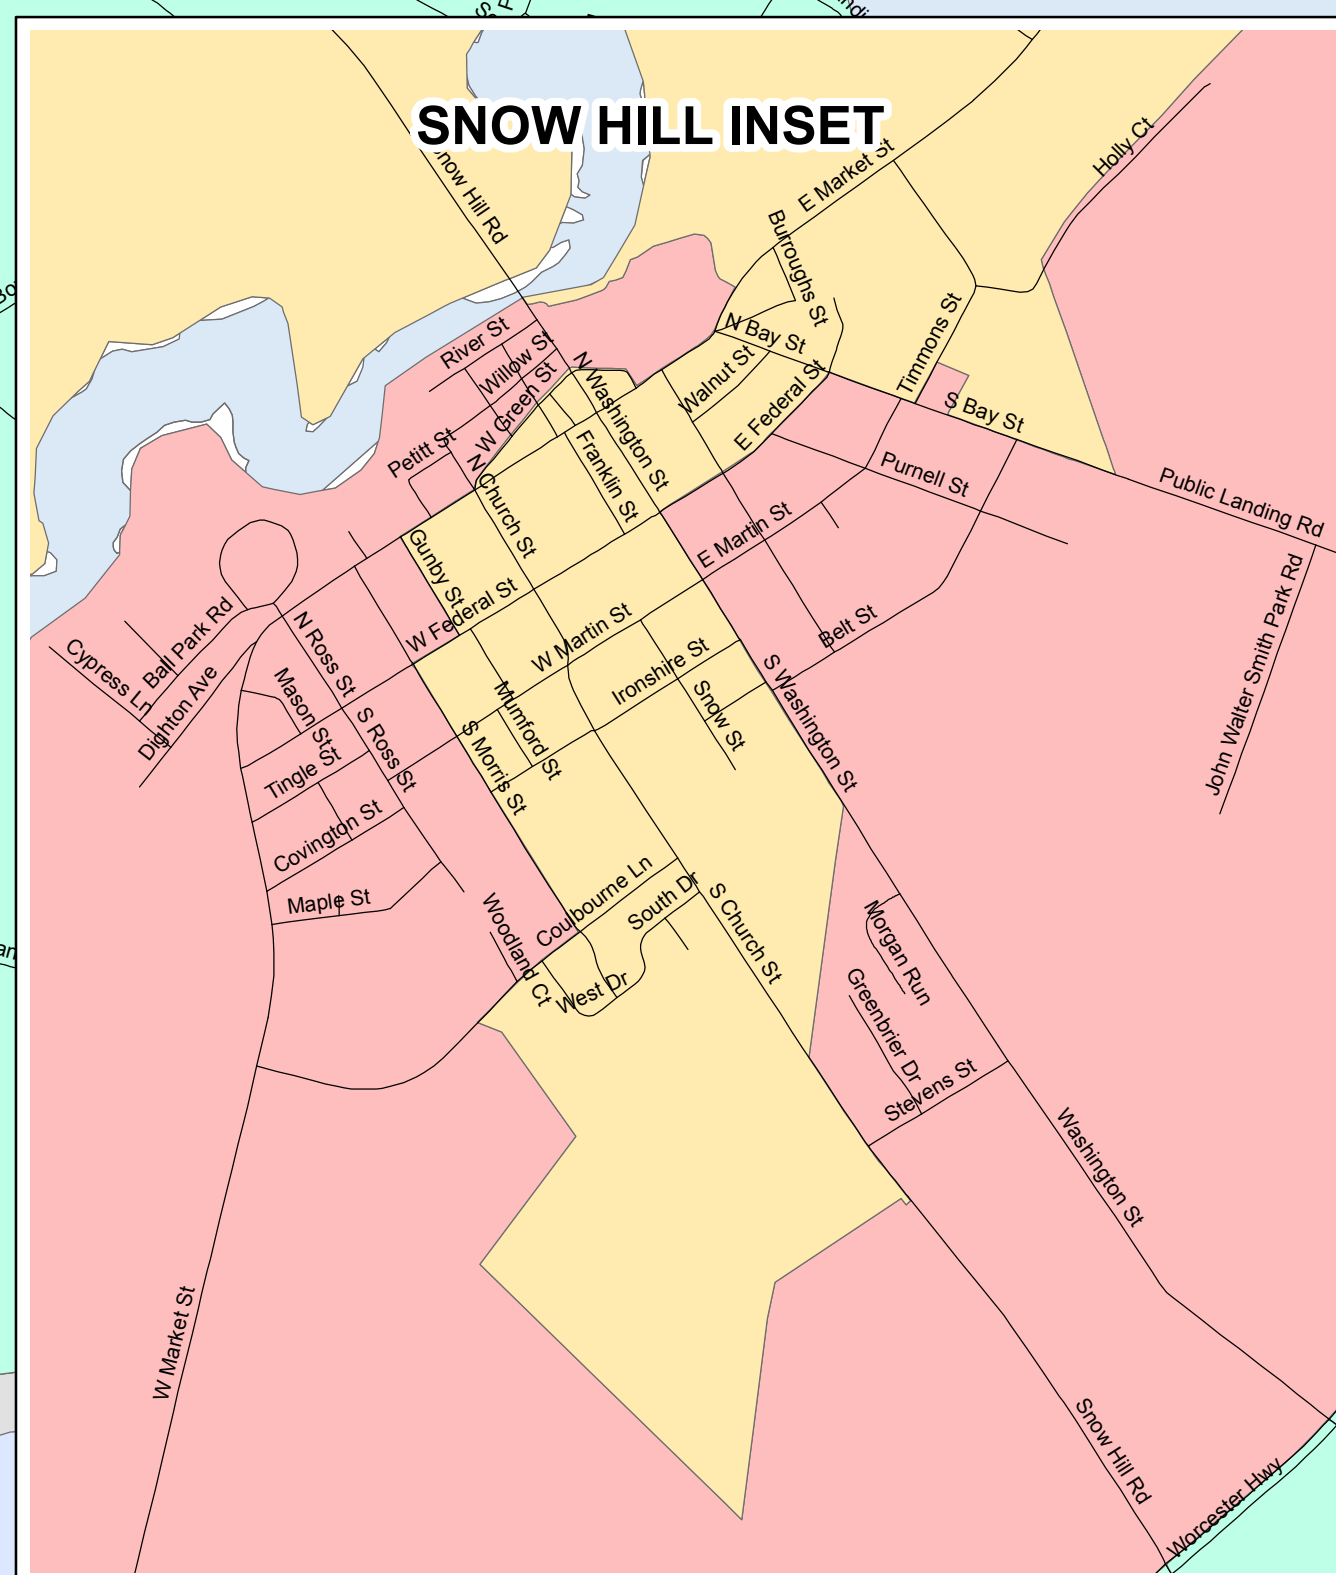 SNOW HILL INSET
Snow Hill Rd
E Market St
Holly Ct
Burroughs St
N Bay St
Timmons St
S Bay St
River St
Willow St
W Green St
N Washington St
Walnut St
E Federal St
Petitt St
N Church St
Franklin St
Purnell St
Public Landing Rd
E Martin St
Gunby St
W Federal St
W Martin St
Belt St
John Walter Smith Park Rd
Ball Park Rd
Cypress Ln
Dighton Ave
N Ross St
Mason St
S Ross St
Tingle St
Covington St
Maple St
Ironshire St
Snow St
Mumford St
S Morris St
S Washington St
Coulbourne Ln
South Dr
S Church St
Woodland Ct
West Dr
Morgan Run
Greenbrier Dr
Stevens St
Washington St
W Market St
Snow Hill Rd
Worcester Hwy